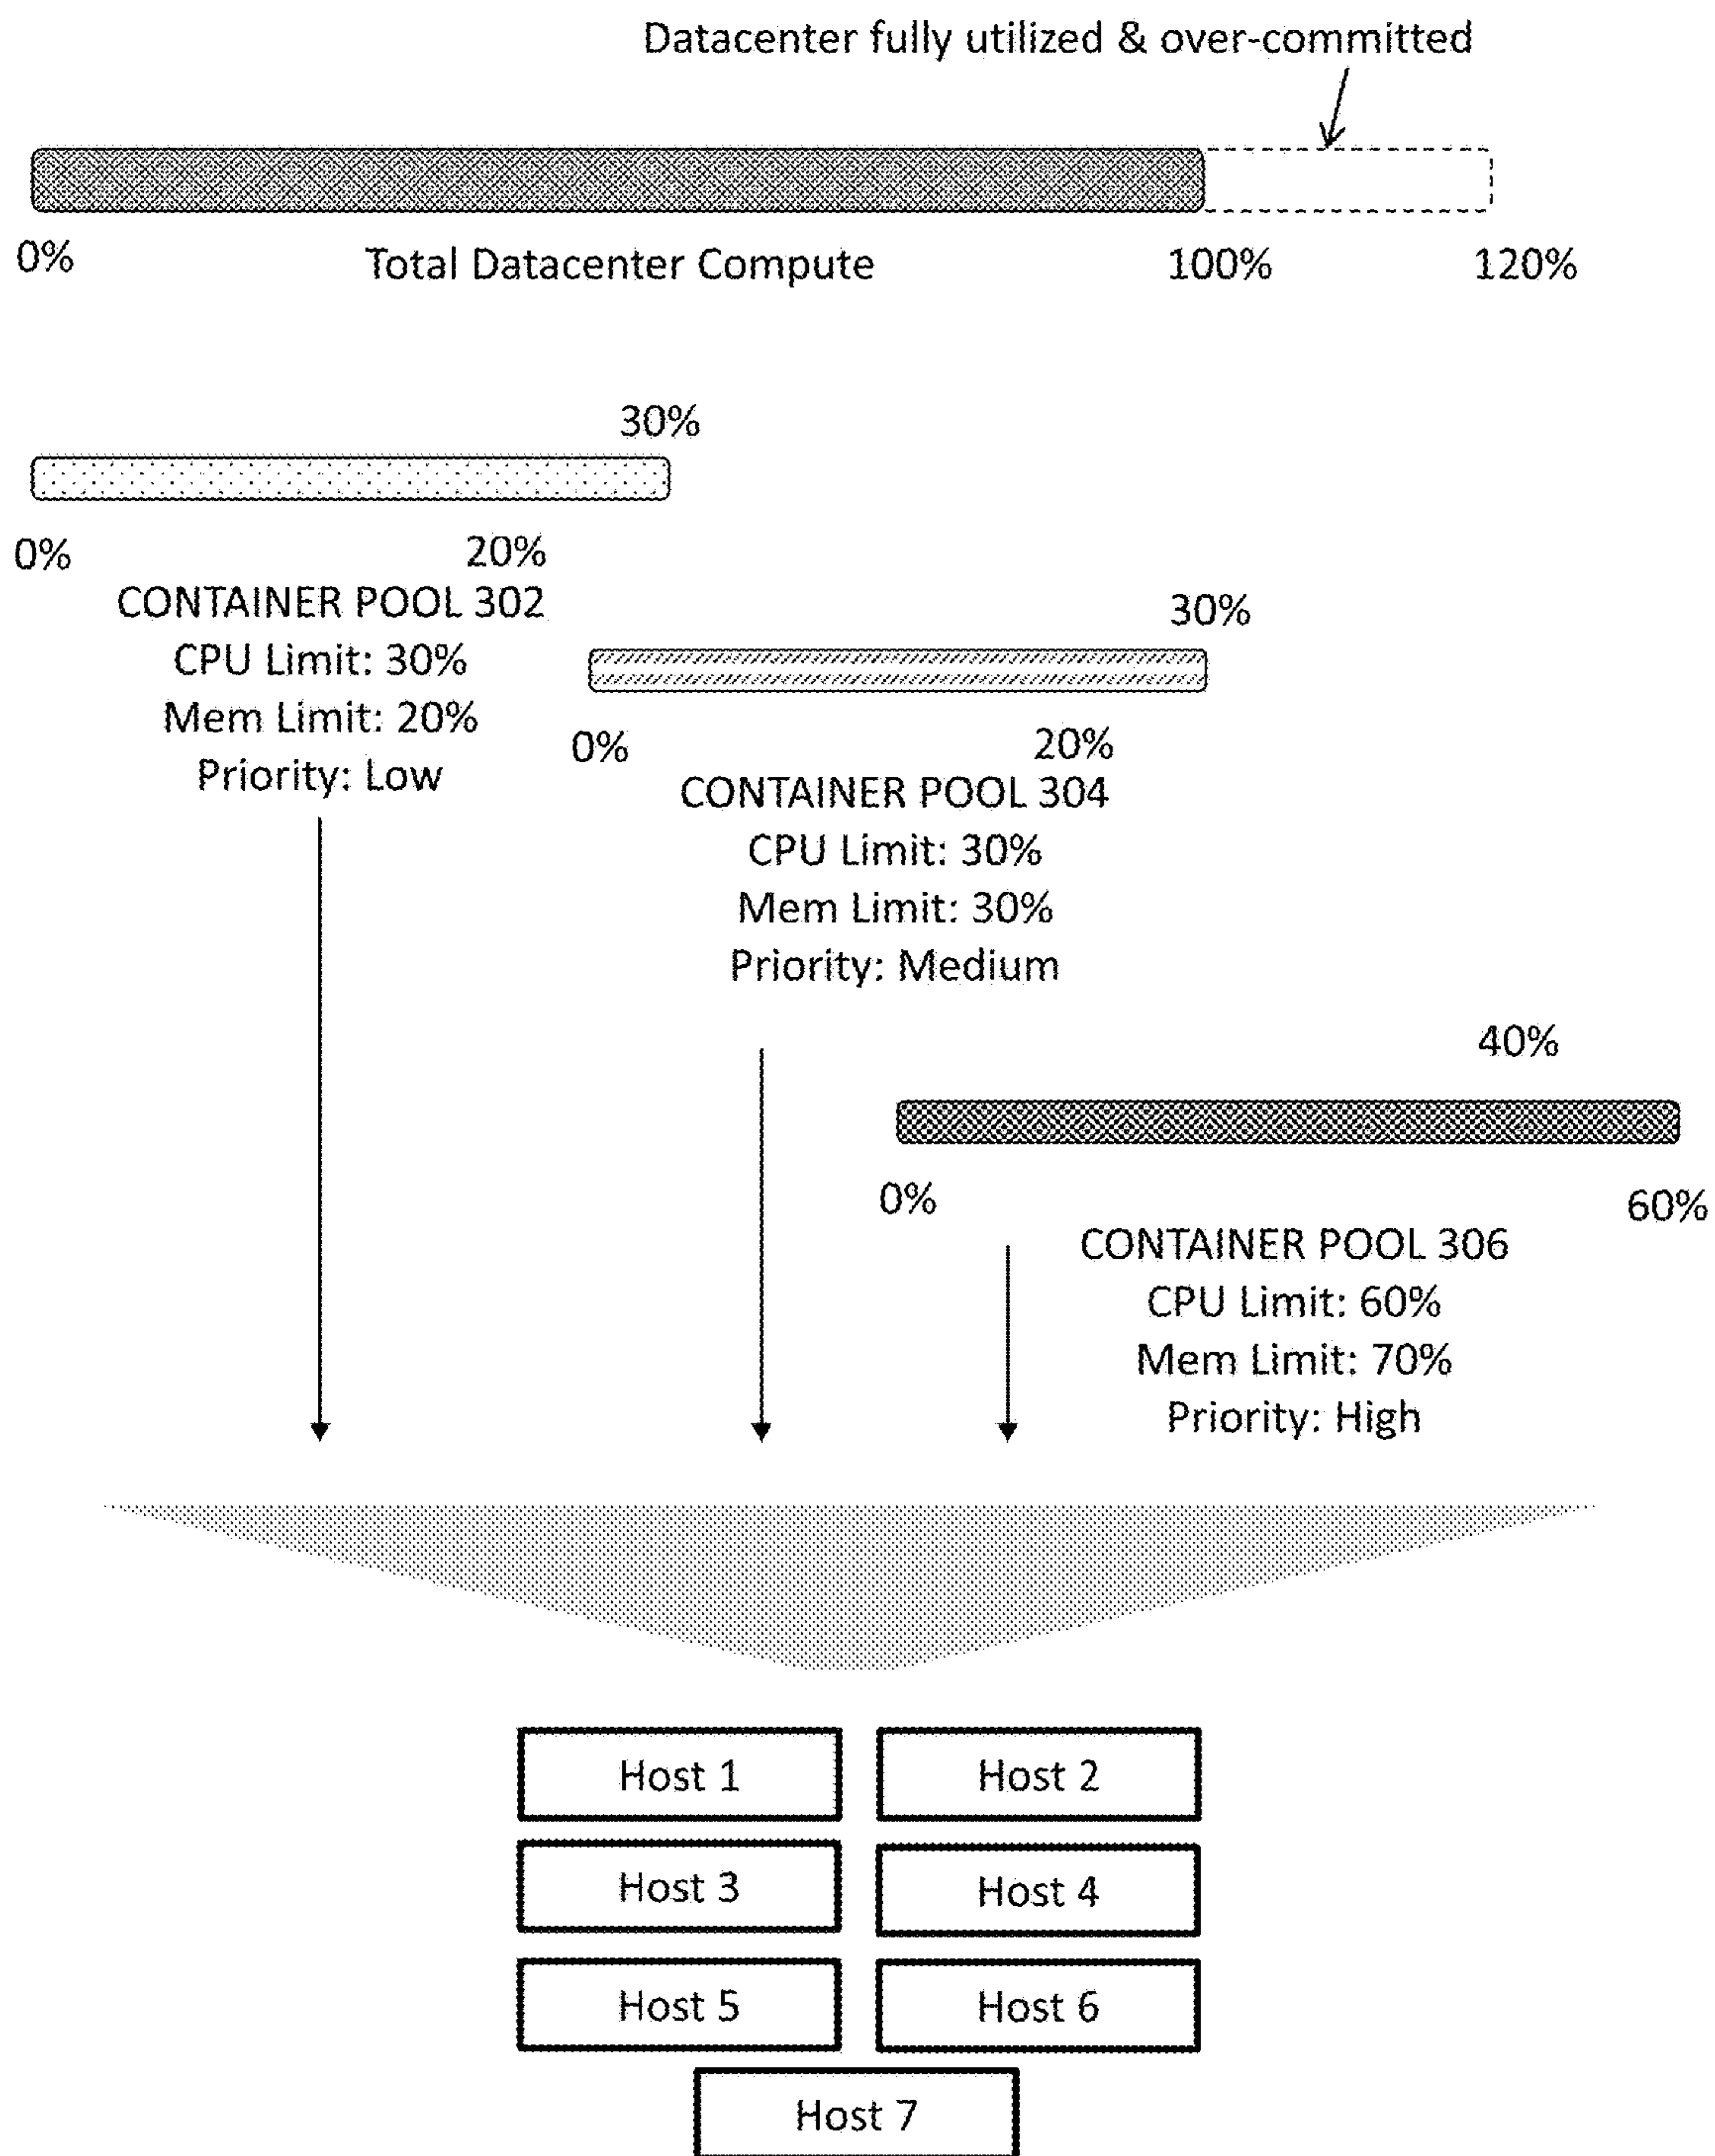 Datacenter fully utilized & over-committed
0%
Total Datacenter Compute
100%
120%
30%
0%
20%
CONTAINER POOL 302
CPU Limit: 30%
Mem Limit: 20%
Priority: Low
30%
0%
20%
CONTAINER POOL 304
CPU Limit: 30%
Mem Limit: 30%
Priority: Medium
40%
0%
60%
CONTAINER POOL 306
CPU Limit: 60%
Mem Limit: 70%
Priority: High
Host 1
Host 2
Host 3
Host 4
Host 5
Host 6
Host 7